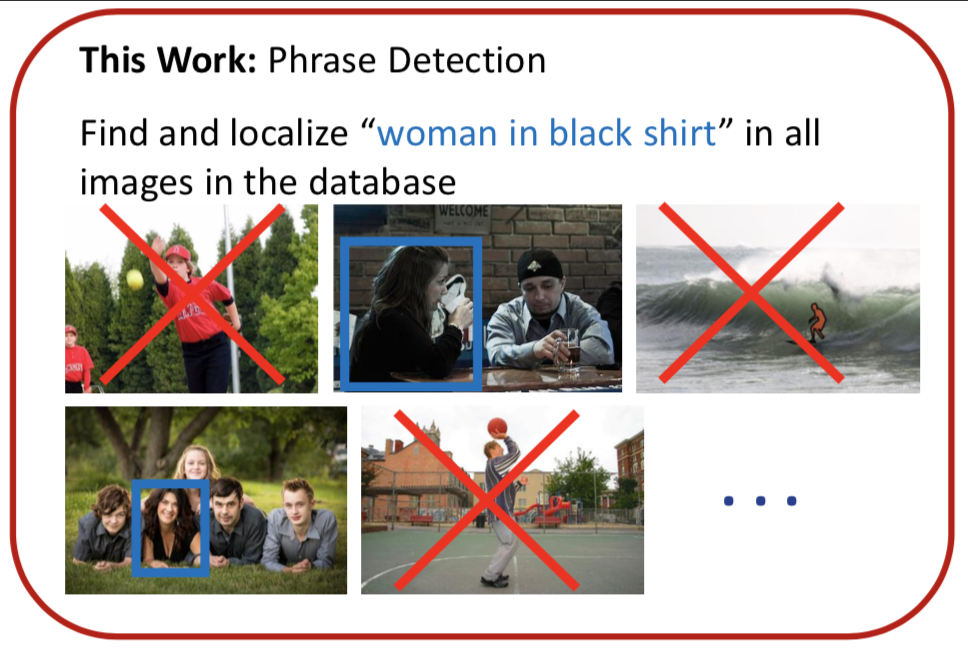 This Work: Phrase Detection
Find and localize “woman in black shirt” in all
images in the database
WELCOME